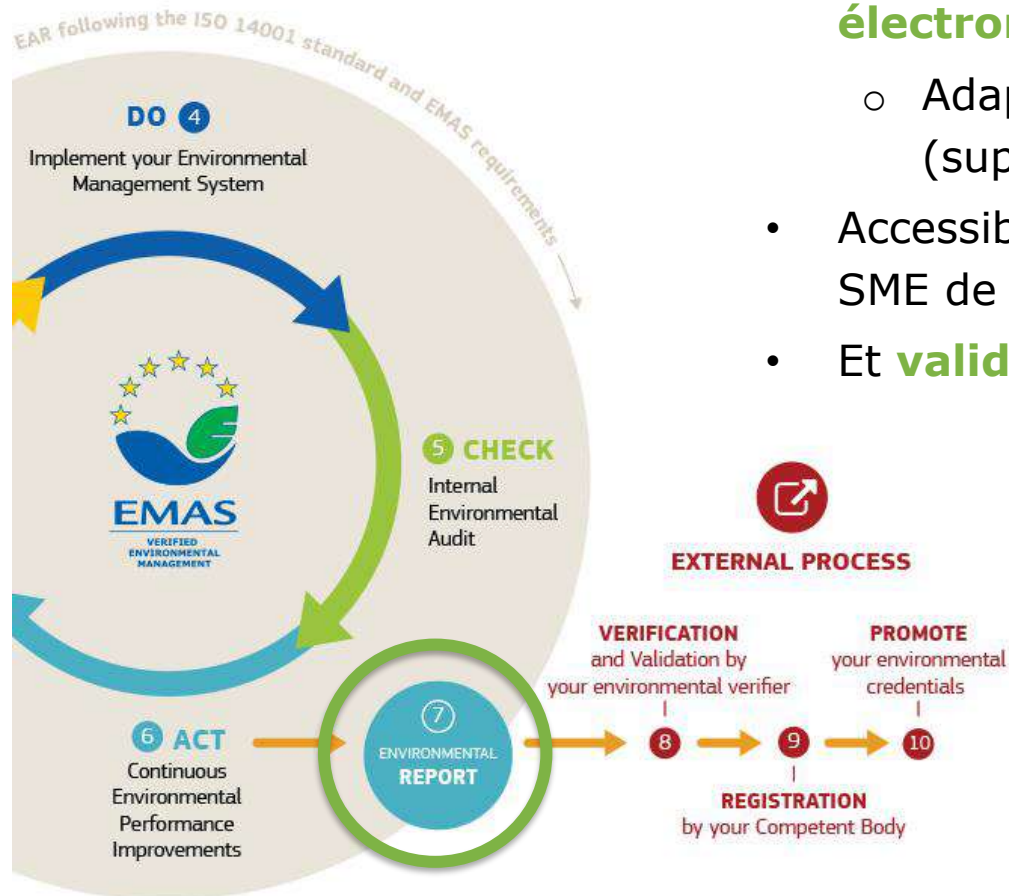 EAR following the ISO 14001 standard and EMAS requirements
DO 4
Implement your Environmental
Management System
EMAS
VERIFIED
ENVIRONMENTAL
MANAGEMENT
5 CHECK
Internal
Environmental
Audit
6 ACT
Continuous
Environmental
Performance
Improvements
7
ENVIRONMENTAL
REPORT
o Adap
(sup
• Accessib
SME de
• Et valid
EXTERNAL PROCESS
VERIFICATION
and Validation by
your environmental verifier
8
9
REGISTRATION
by your Competent Body
PROMOTE
your environmental
credentials
10